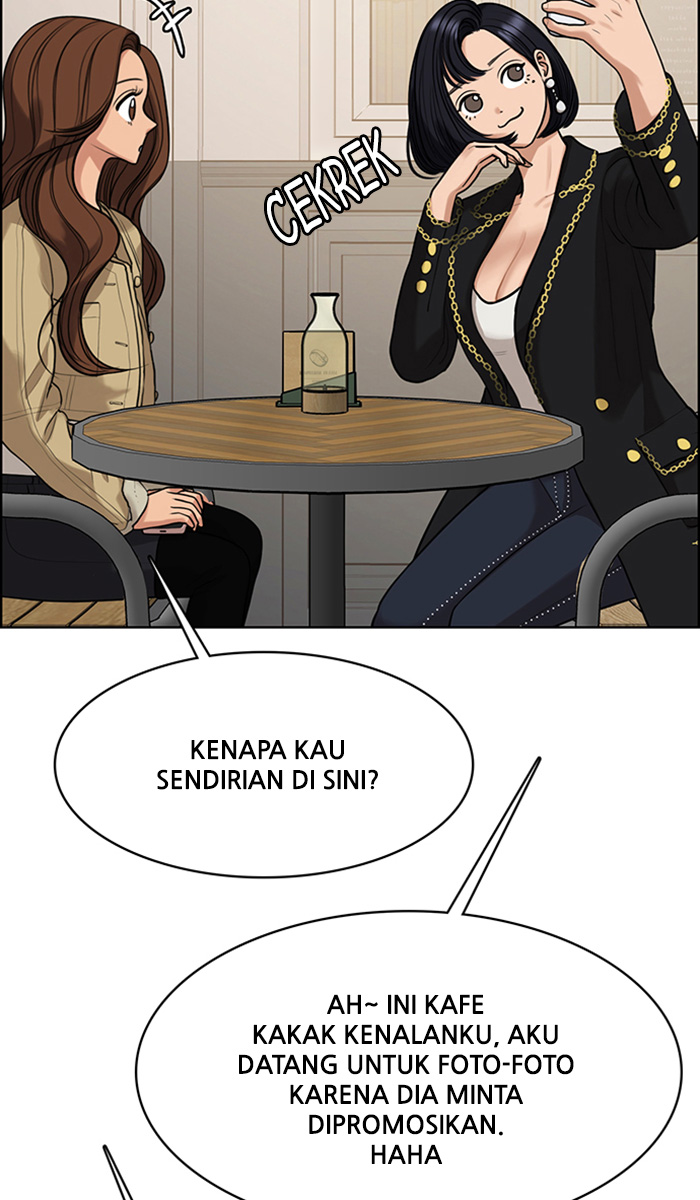 CEKREK
KENAPA KAU
SENDIRIAN DI SINI?
AH~ INI KAFE
KAKAK KENALANKU, AKU
DATANG UNTUK FOTO-FOTO
KARENA DIA MINTA
DIPROMOSIKAN.
HAHA